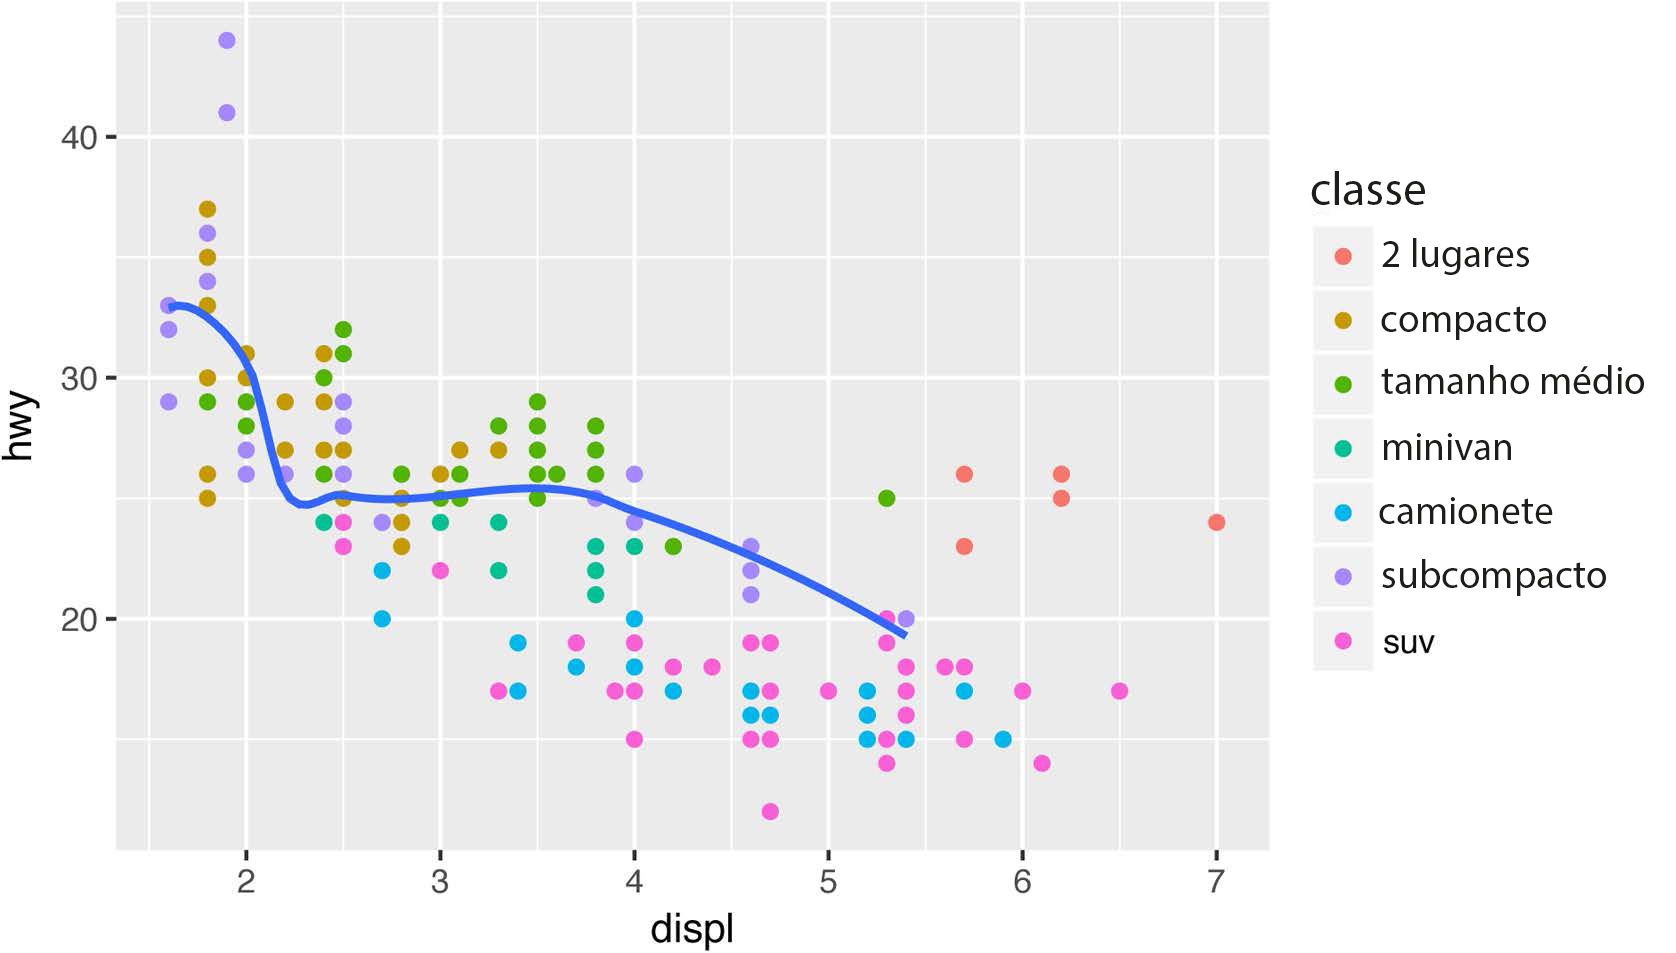 40
30
20
hwy
2 3 4 5 6 7
displ
classe
2 lugares
compacto
tamanho médio
minivan
camionete
subcompacto
suv